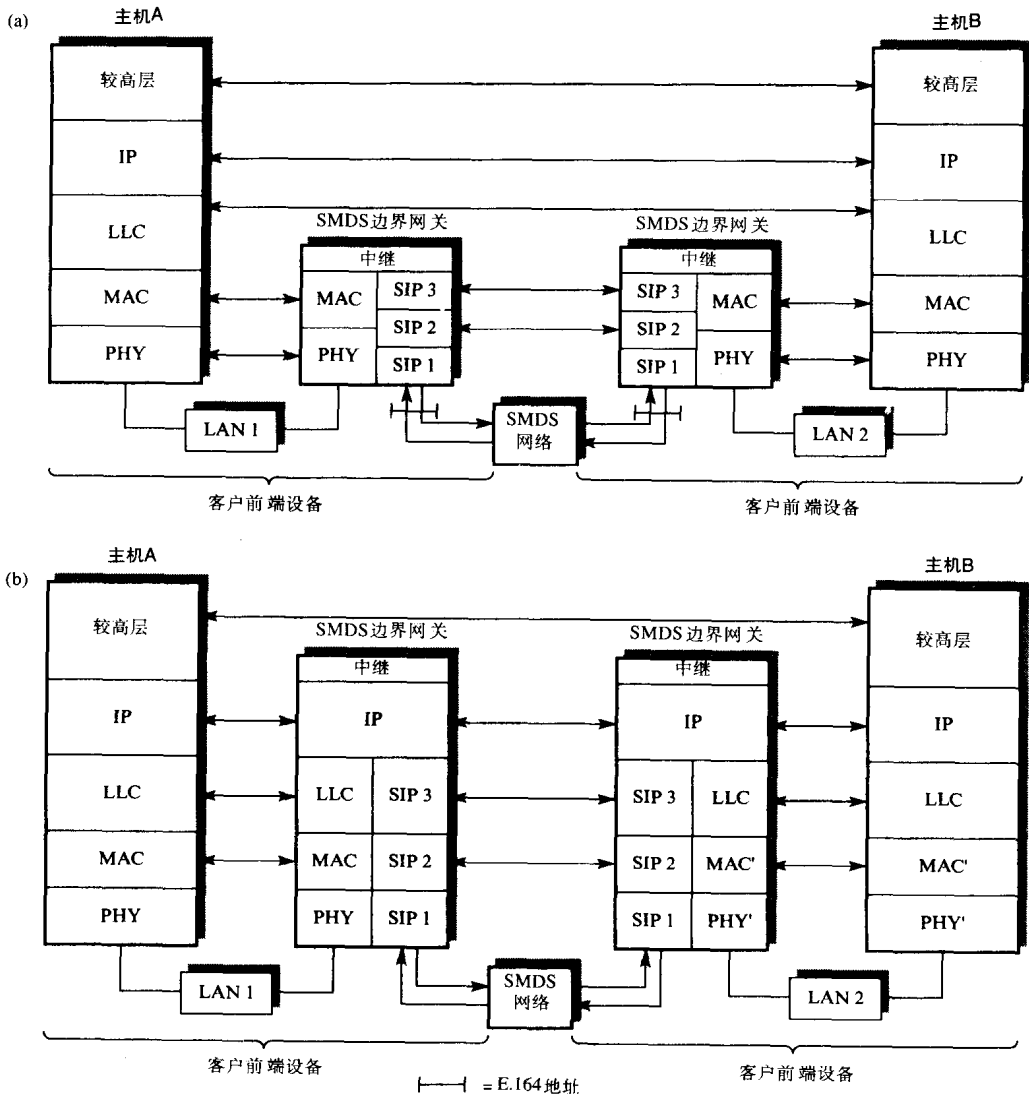 (a)
主机A
主机B
较高层
较高层
IP
IP
LLC
SMDS边界网关
SMDS边界网关
LLC
中继
中继
MAC
MAC
SIP 3
SIP 3
MAC
MAC
SIP 2
SIP 2
PHY
PHY
SIP 1
SIP 1
PHY
PHY
LAN 1
SMDS
网络
LAN 2
客户前端设备
客户前端设备
(b)
主机A
主机B
较高层
SMDS边界网关
SMDS边界网关
较高层
中继
中继
IP
IP
IP
IP
LLC
LLC
SIP 3
SIP 3
LLC
LLC
MAC
MAC
SIP 2
SIP 2
MAC'
MAC'
PHY
PHY
SIP 1
SIP 1
PHY'
PHY'
LAN 1
SMDS
网络
LAN 2
客户前端设备
客户前端设备
= E.164地址